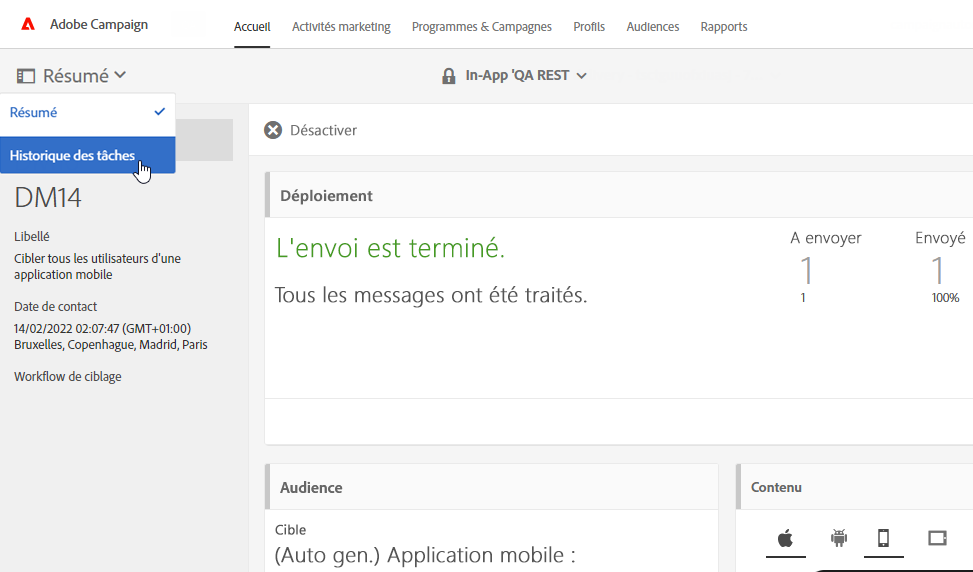 Adobe Campaign
Accueil
Activités marketing
Programmes & Campagnes
Profils
Audiences
Rapports
Résumé
In-App 'QA REST
Résumé
Historique des tâches
Désactiver
DM14
Libellé
Cibler tous les utilisateurs d'une
application mobile
Date de contact
14/02/2022 02:07:47 (GMT+01:00)
Bruxelles, Copenhague, Madrid, Paris
Workflow de ciblage
Déploiement
L'envoi est terminé.
Tous les messages ont été traités.
A envoyer
1
1
Envoyé
1
100%
Audience
Cible
(Auto gen.) Application mobile :
Contenu